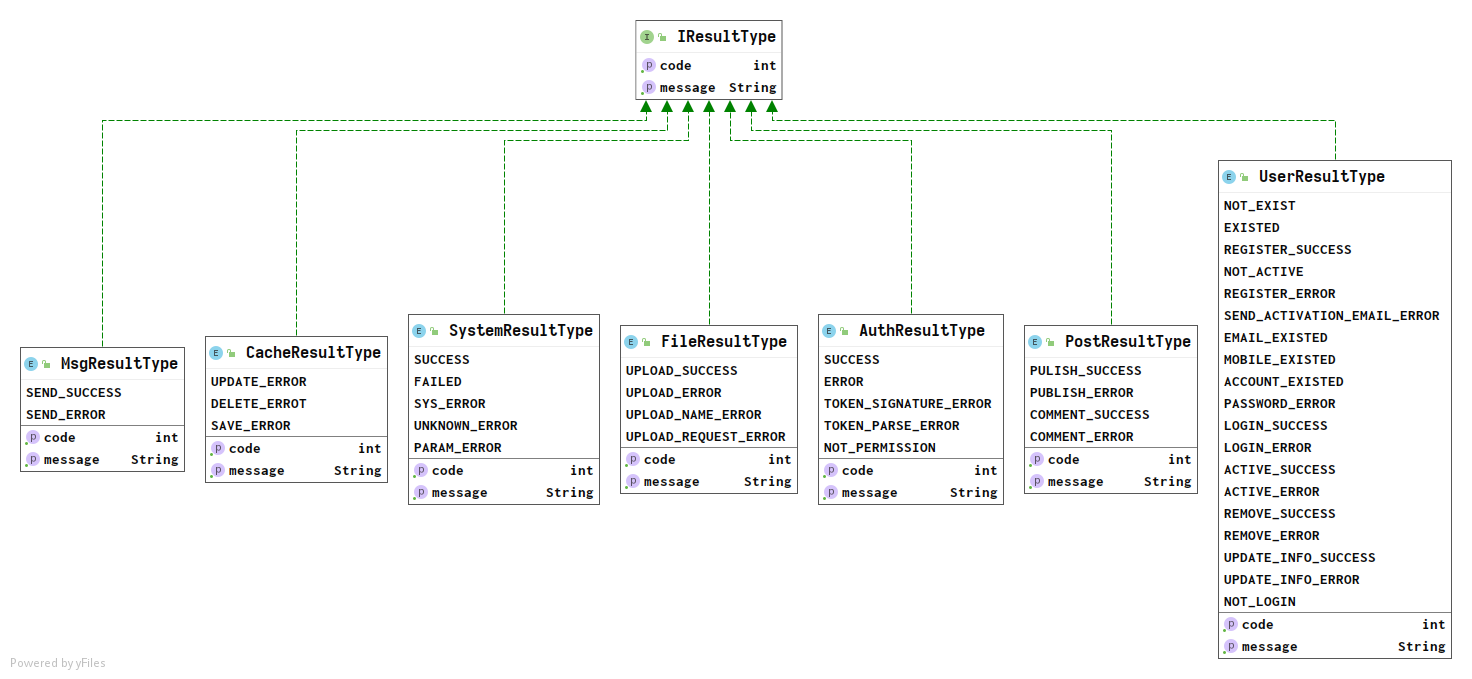 IResultType
code int
message String
MsgResultType
SEND_SUCCESS
SEND_ERROR
code int
message String
CacheResultType
UPDATE_ERROR
DELETE_ERROT
SAVE_ERROR
code int
message String
SystemResultType
SUCCESS
FAILED
SYS_ERROR
UNKNOWN_ERROR
PARAM_ERROR
code int
message String
FileResultType
UPLOAD_SUCCESS
UPLOAD_ERROR
UPLOAD_NAME_ERROR
UPLOAD_REQUEST_ERROR
code int
message String
AuthResultType
SUCCESS
ERROR
TOKEN_SIGNATURE_ERROR
TOKEN_PARSE_ERROR
NOT_PERMISSION
code int
message String
PostResultType
PULISH_SUCCESS
PUBLISH_ERROR
COMMENT_SUCCESS
COMMENT_ERROR
code int
message String
UserResultType
NOT_EXIST
EXISTED
REGISTER_SUCCESS
NOT_ACTIVE
REGISTER_ERROR
SEND_ACTIVATION_EMAIL_ERROR
EMAIL_EXISTED
MOBILE_EXISTED
ACCOUNT_EXISTED
PASSWORD_ERROR
LOGIN_SUCCESS
LOGIN_ERROR
ACTIVE_SUCCESS
ACTIVE_ERROR
REMOVE_SUCCESS
REMOVE_ERROR
UPDATE_INFO_SUCCESS
UPDATE_INFO_ERROR
NOT_LOGIN
code int
message String
Powered by yFiles